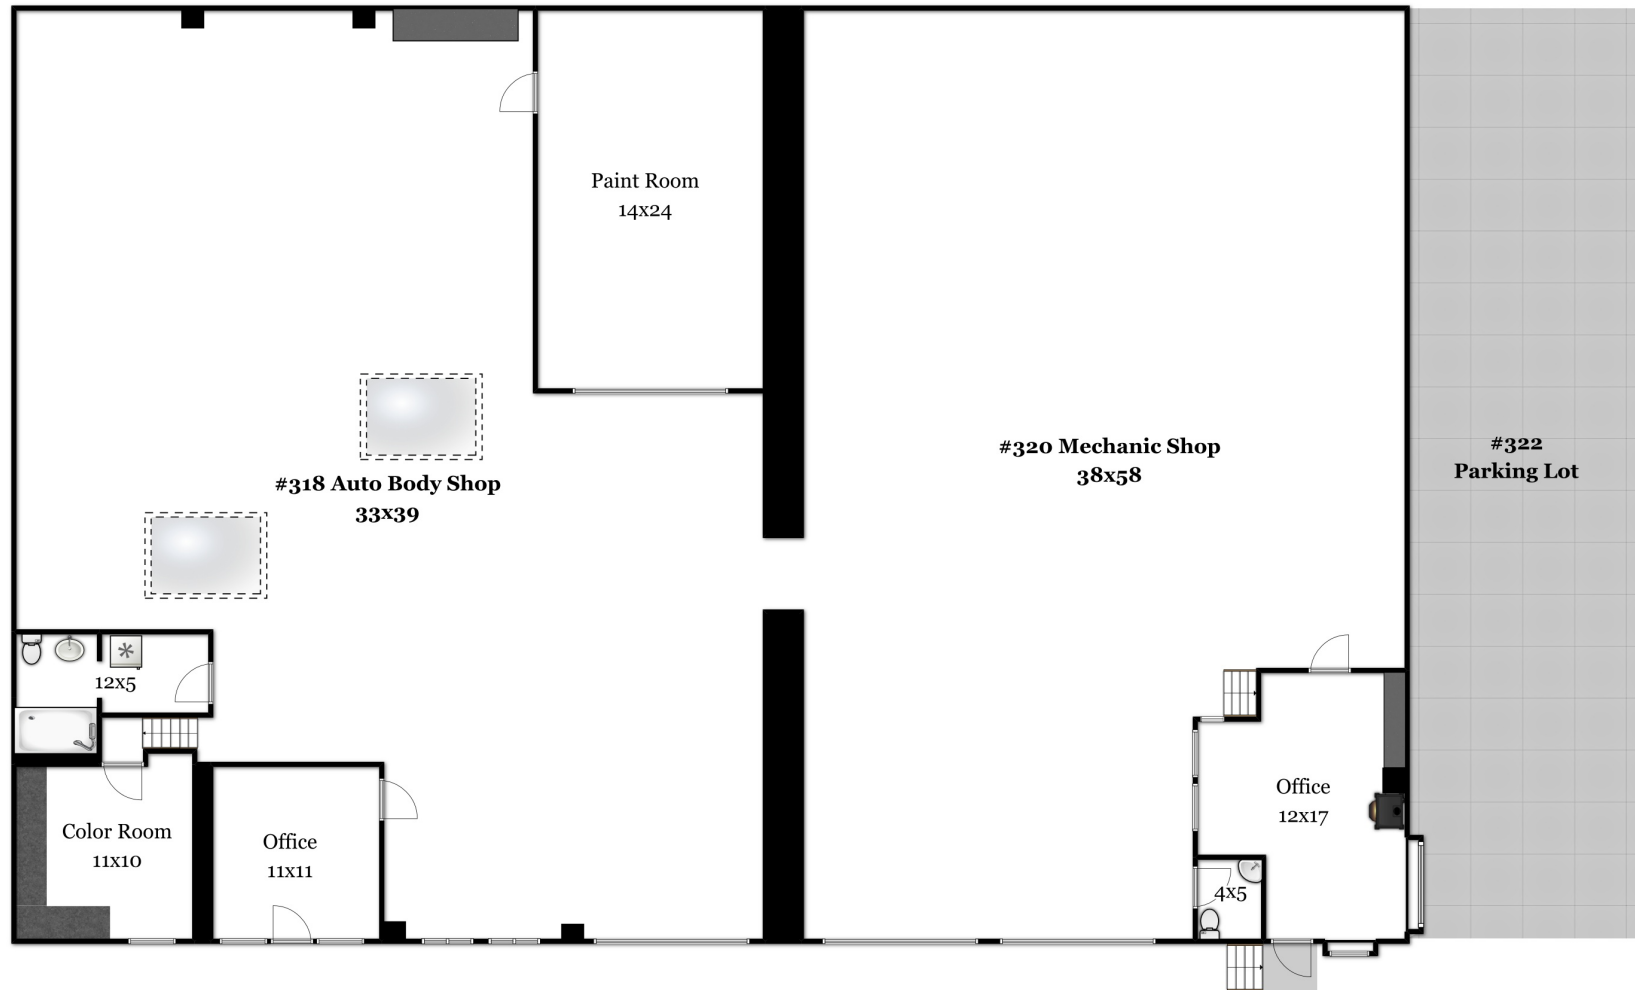 Paint Room
14x24
#318 Auto Body Shop
33x39
#320 Mechanic Shop
38x58
#322
Parking Lot
12x5
Color Room
11x10
Office
11x11
Office
12x17
4x5